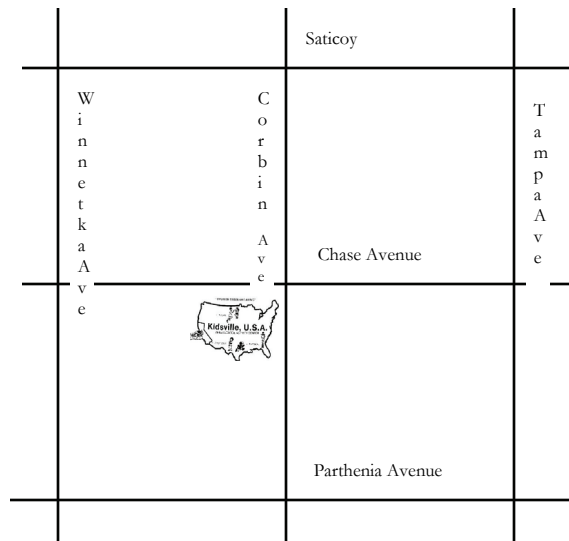 Saticoy
Winnetka Ave
Corbin Ave
Tampa Ave
Chase Avenue
Kidsville, U.S.A.
Parthenia Avenue